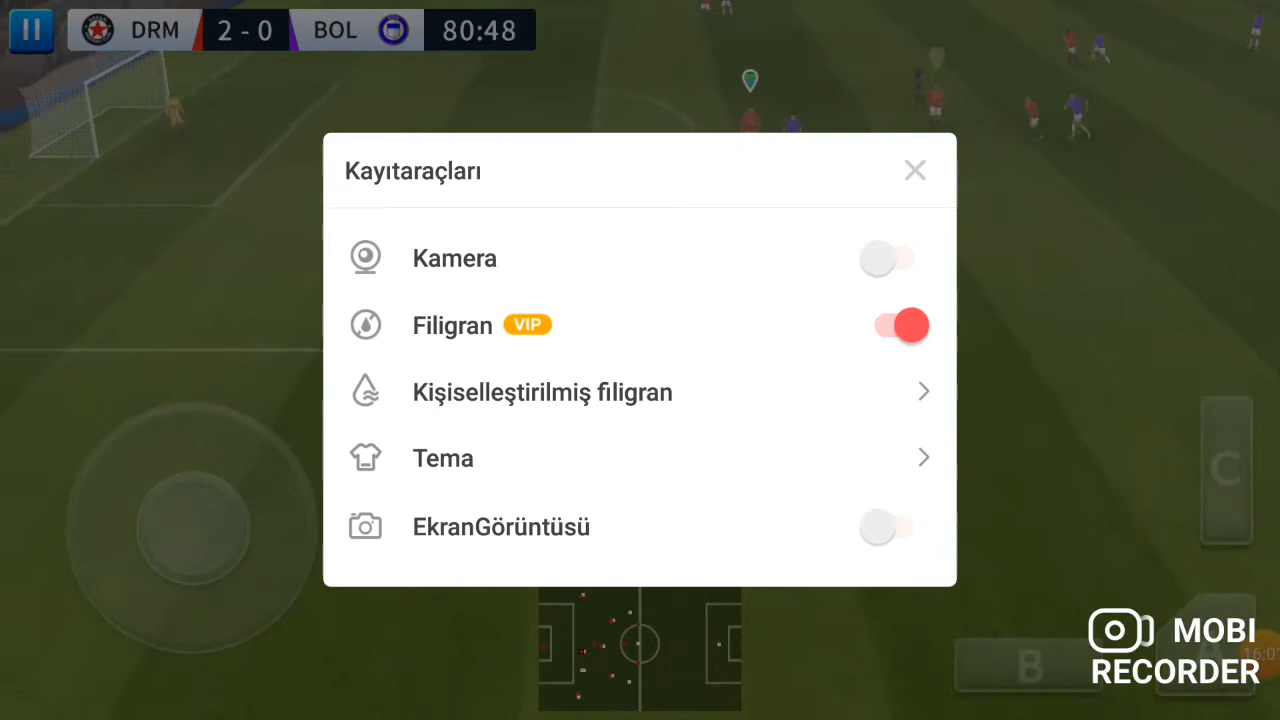 DRM 2 - 0 BOL 80:48
Kayıtaraçları
Kamera
Filigran VIP
Kişiselleştirilmiş filigran
Tema
EkranGörüntüsü
C
B
A
MOBI
RECORDER